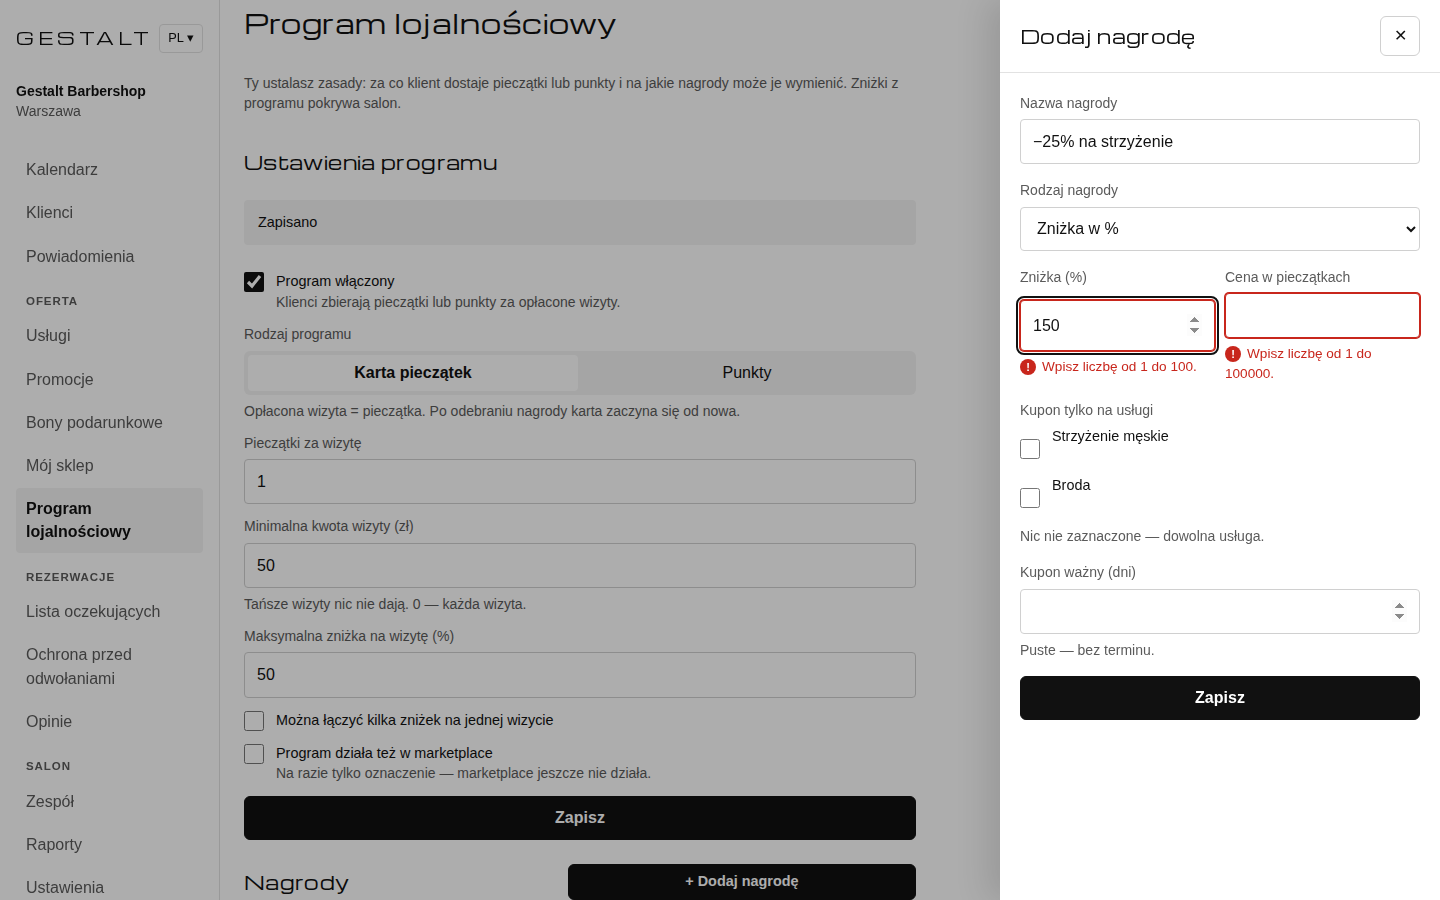 GESTALT
PL ▾
Gestalt Barbershop
Warszawa
Kalendarz
Klienci
Powiadomienia
OFERTA
Usługi
Promocje
Bony podarunkowe
Mój sklep
Program
lojalnościowy
REZERWACJE
Lista oczekujących
Ochrona przed
odwołaniami
Opinie
SALON
Zespół
Raporty
Ustawienia
Program lojalnościowy
Ty ustalasz zasady: za co klient dostaje pieczątki lub punkty i na jakie nagrody może je wymienić. Zniżki z
programu pokrywa salon.
Ustawienia programu
Zapisano
Program włączony
Klienci zbierają pieczątki lub punkty za opłacone wizyty.
Rodzaj programu
Karta pieczątek
Punkty
Opłacona wizyta = pieczątka. Po odebraniu nagrody karta zaczyna się od nowa.
Pieczątki za wizytę
1
Minimalna kwota wizyty (zł)
50
Tańsze wizyty nic nie dają. 0 — każda wizyta.
Maksymalna zniżka na wizytę (%)
50
Można łączyć kilka zniżek na jednej wizycie
Program działa też w marketplace
Na razie tylko oznaczenie — marketplace jeszcze nie działa.
Zapisz
Nagrody
+ Dodaj nagrodę
Dodaj nagrodę
✕
Nazwa nagrody
−25% na strzyżenie
Rodzaj nagrody
Zniżka w %
Zniżka (%)
Cena w pieczątkach
150
! Wpisz liczbę od 1 do 100.
! Wpisz liczbę od 1 do
100000.
Kupon tylko na usługi
Strzyżenie męskie
Broda
Nic nie zaznaczone — dowolna usługa.
Kupon ważny (dni)
Puste — bez terminu.
Zapisz